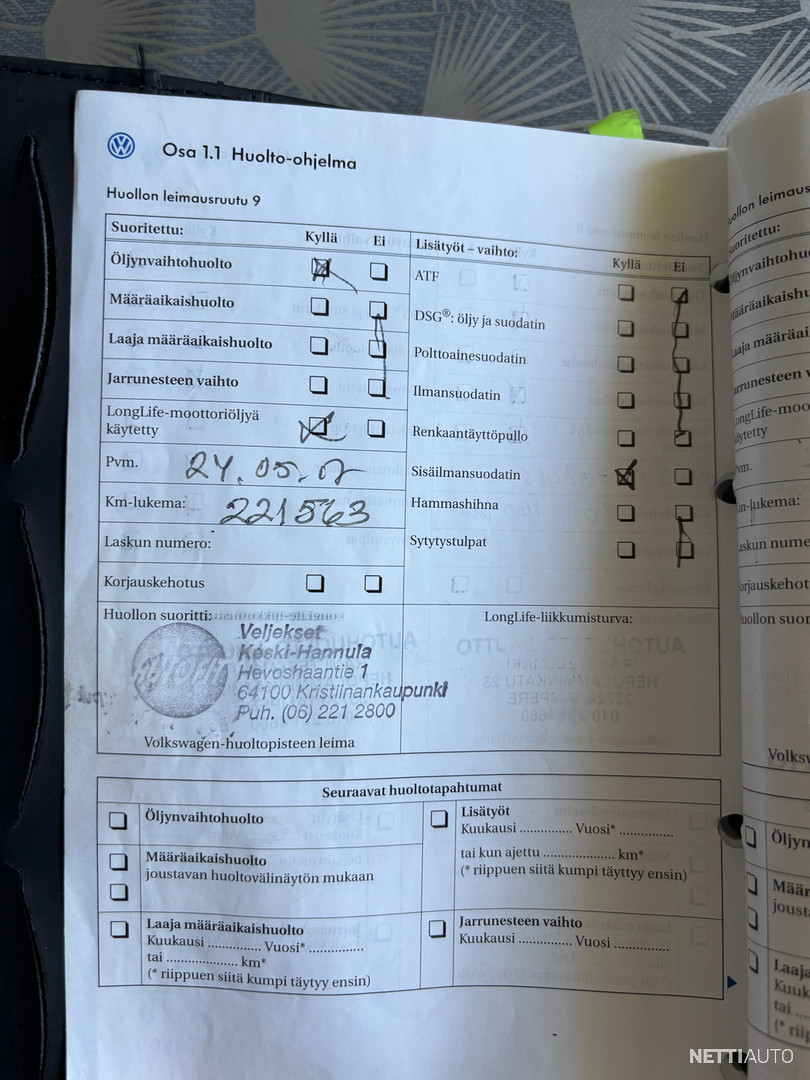 Osa 1.1 Huolto-ohjelma
Huollon leimausruutu 9
Suoritettu: Kyllä Ei
Öljynvaihtohuolto
Määräaikaishuolto
Laaja määräaikaishuolto
Jarrunesteen vaihto
LongLife-moottoriöljyä
käytetty
Pvm. 24.05.07
Km-lukema: 221563
Laskun numero:
Korjauskehotus
Huollon suoritti:
Veljekset
Keski-Hannula
Hevoshaantie 1
64100 Kristiinankaupunki
Puh. (06) 221 2800
Volkswagen-huoltopisteen leima
Lisätyöt – vaihto: Kyllä Ei
ATF
DSG®: öljy ja suodatin
Polttoainesuodatin
Ilmansuodatin
Renkaantäyttöpullo
Sisäilmansuodatin
Hammashihna
Sytytystulpat
LongLife-liikkumisturva:
Seuraavat huoltotapahtumat
Öljynvaihtohuolto
Määräaikaishuolto
joustavan huoltovälinäytön mukaan
Laaja määräaikaishuolto
Kuukausi .............. Vuosi* ..............
tai .................... km*
(* riippuen siitä kumpi täytyy ensin)
Lisätyöt
Kuukausi .............. Vuosi* ..............
tai kun ajettu .................... km*
(* riippuen siitä kumpi täyttyy ensin)
Jarrunesteen vaihto
Kuukausi .............. Vuosi ..............
NETTIAUTO